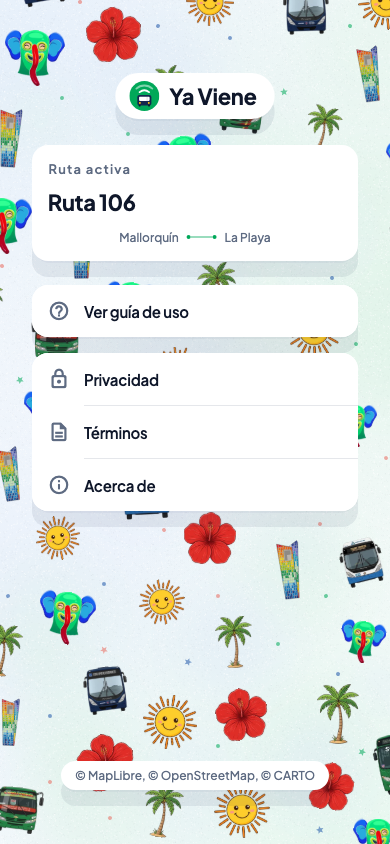 Ya Viene
Ruta activa
Ruta 106
Mallorquín La Playa
Ver guía de uso
Privacidad
Términos
Acerca de
© MapLibre, © OpenStreetMap, © CARTO